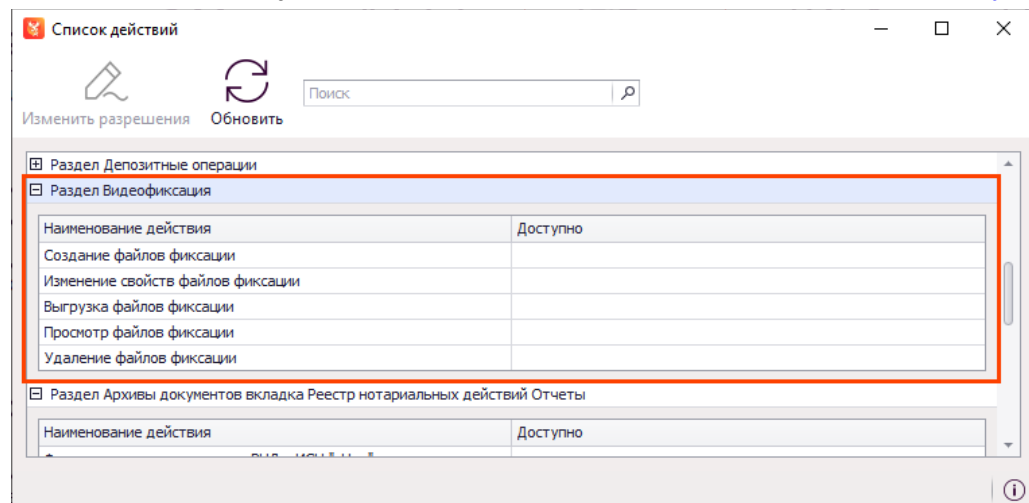 Список действий
Изменить разрешения
Обновить
Поиск
Раздел Депозитные операции
Раздел Видеофиксация
Наименование действия Доступно
Создание файлов фиксации
Изменение свойств файлов фиксации
Выгрузка файлов фиксации
Просмотр файлов фиксации
Удаление файлов фиксации
Раздел Архивы документов вкладка Реестр нотариальных действий Отчеты
Наименование действия Доступно